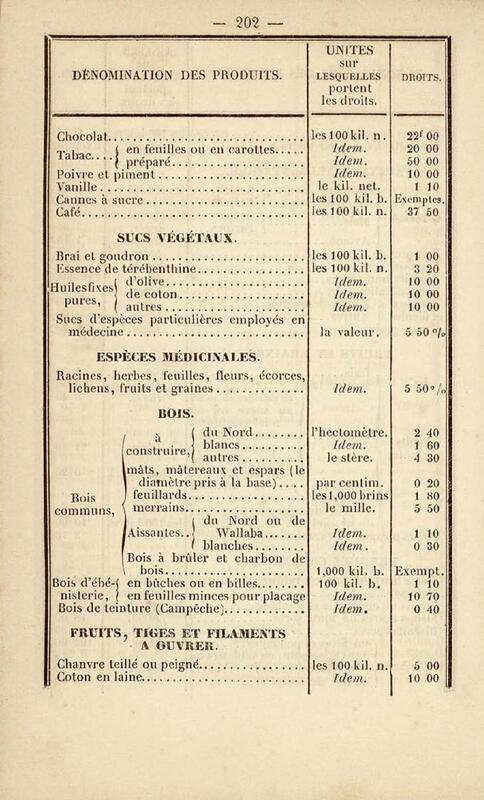 — 202 —
DÉNOMINATION DES PRODUITS. UNITÉS sur LESQUELLES portent les droits. DROITS.
Chocolat.......... les 100 kil. n. 22f 00
Tabac.... { en feuilles ou en carottes..... Idem. 20 00
{ préparé.......... Idem. 50 00
Poivre et piment.......... Idem. 10 00
Vanille.......... le kil. net. 1 10
Cannes à sucre.......... les 100 kil. b. Exemptes.
Café.......... les 100 kil. n. 37 50
SUCS VÉGÉTAUX.
Brai et goudron.......... les 100 kil. b. 1 00
Essence de térébenthine.......... les 100 kil. n. 3 20
Huiles fixes pures, { d'olive.......... Idem. 10 00
{ de coton.......... Idem. 10 00
{ autres.......... Idem. 10 00
Sucs d'espèces particulières employés en
médecine.......... la valeur. 5 50 %
ESPÈCES MÉDICINALES.
Racines, herbes, feuilles, fleurs, écorces,
lichens, fruits et graines.......... Idem. 5 50 %
BOIS.
Bois communs, { à construire, { du Nord........ l'hectomètre. 2 40
{ blancs.......... Idem. 1 60
{ autres.......... le stère. 4 30
mâts, mâtereaux et espars (le
diamètre pris à la base).... par centim. 0 20
feuillards.......... les 1,000 brins 1 80
merrains.......... le mille. 5 50
Aissantes.. { du Nord ou de
Wallaba....... Idem. 1 10
{ blanches........ Idem. 0 30
Bois à brûler et charbon de
bois.......... 1,000 kil. b. Exempt.
Bois d'ébé- { en bûches ou en billes........ 100 kil. b. 1 10
nisterie, { en feuilles minces pour placage Idem. 10 70
Bois de teinture (Campêche).......... Idem. 0 40
FRUITS, TIGES ET FILAMENTS
A OUVRER.
Chanvre teillé ou peigné.......... les 100 kil. n. 5 00
Coton en laine.......... Idem. 10 00